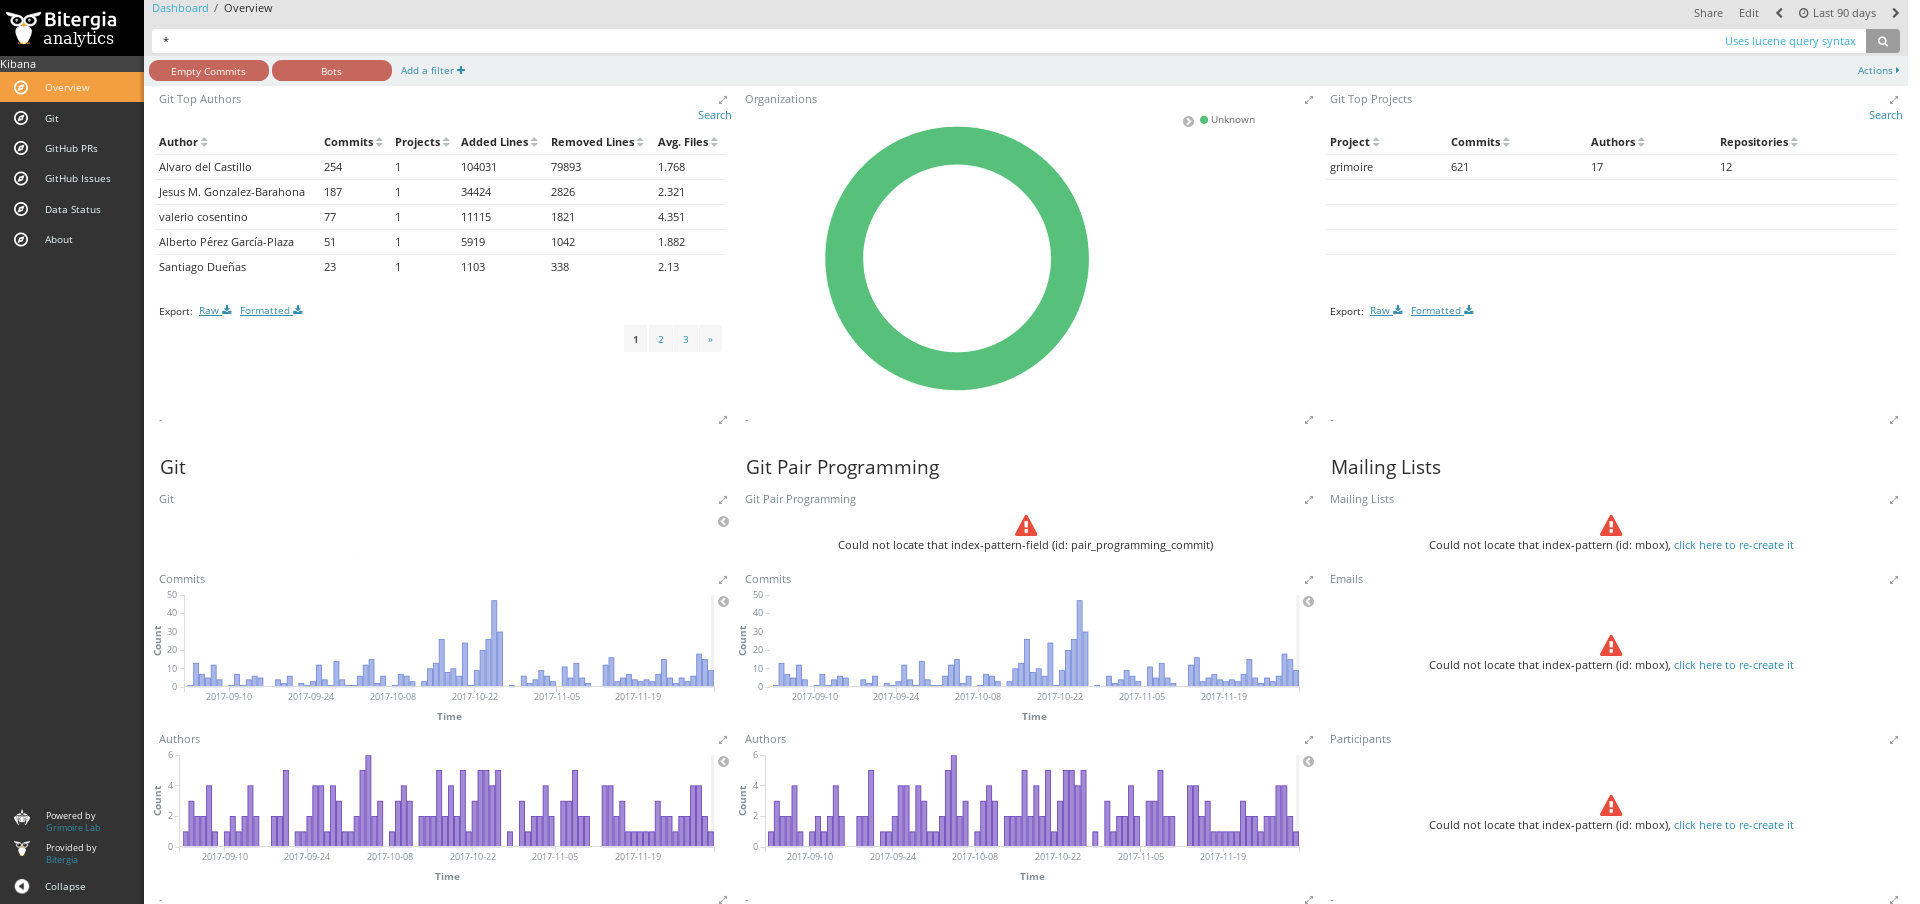 Bitergia
analytics
Kibana
Overview
Git
GitHub PRs
GitHub Issues
Data Status
About
Powered by
Grimoire Lab
Provided by
Bitergia
Collapse
Dashboard / Overview
Share Edit Last 90 days
* Uses lucene query syntax
Empty Commits Bots Add a filter + Actions
Git Top Authors
Search
Author Commits Projects Added Lines Removed Lines Avg. Files
Alvaro del Castillo 254 1 104031 79893 1.768
Jesus M. Gonzalez-Barahona 187 1 34424 2826 2.321
valerio cosentino 77 1 11115 1821 4.351
Alberto Pérez García-Plaza 51 1 5919 1042 1.882
Santiago Dueñas 23 1 1103 338 2.13
Export: Raw Formatted
1 2 3 »
Organizations
Unknown
Git Top Projects
Search
Project Commits Authors Repositories
grimoire 621 17 12
Export: Raw Formatted
- - -
Git
Git
Commits
50
40
30
20
10
0
Count
2017-09-10 2017-09-24 2017-10-08 2017-10-22 2017-11-05 2017-11-19
Time
Authors
6
4
2
0
Count
2017-09-10 2017-09-24 2017-10-08 2017-10-22 2017-11-05 2017-11-19
Time
-
Git Pair Programming
Git Pair Programming
Could not locate that index-pattern-field (id: pair_programming_commit)
Commits
50
40
30
20
10
0
Count
2017-09-10 2017-09-24 2017-10-08 2017-10-22 2017-11-05 2017-11-19
Time
Authors
6
4
2
0
Count
2017-09-10 2017-09-24 2017-10-08 2017-10-22 2017-11-05 2017-11-19
Time
-
Mailing Lists
Mailing Lists
Could not locate that index-pattern (id: mbox), click here to re-create it
Emails
Could not locate that index-pattern (id: mbox), click here to re-create it
Participants
Could not locate that index-pattern (id: mbox), click here to re-create it
-